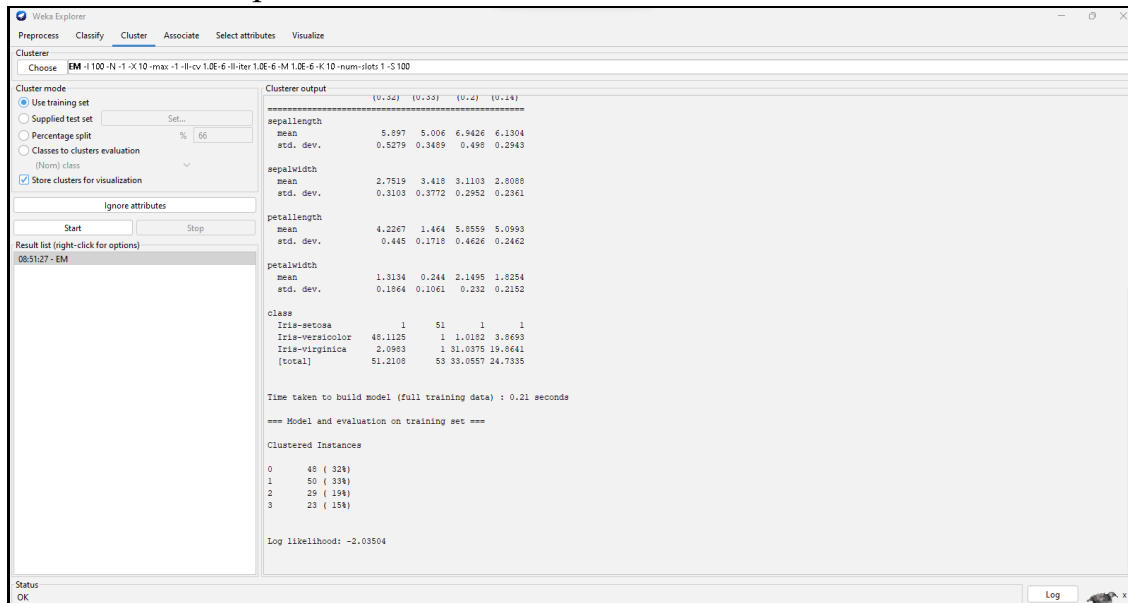 Weka Explorer
Preprocess Classify Cluster Associate Select attributes Visualize
Clusterer
Choose EM -I 100 -N -1 -X 10 -max -1 -ll-cv 1.0E-6 -ll-iter 1.0E-6 -M 1.0E-6 -K 10 -num-slots 1 -S 100
Cluster mode
Use training set
Supplied test set Set...
Percentage split % 66
Classes to clusters evaluation
(Nom) class
Store clusters for visualization
Ignore attributes
Start Stop
Result list (right-click for options)
08:51:27 - EM
Clusterer output
(0.32) (0.33) (0.2) (0.14)
======================================================
sepallength
mean 5.897 5.006 6.9426 6.1304
std. dev. 0.5279 0.3489 0.498 0.2943
sepalwidth
mean 2.7519 3.418 3.1103 2.8088
std. dev. 0.3103 0.3772 0.2952 0.2361
petallength
mean 4.2267 1.464 5.8559 5.0993
std. dev. 0.445 0.1718 0.4626 0.2462
petalwidth
mean 1.3134 0.244 2.1495 1.8254
std. dev. 0.1864 0.1061 0.232 0.2152
class
Iris-setosa 1 51 1 1
Iris-versicolor 48.1125 1 1.0182 3.8693
Iris-virginica 2.0983 1 31.0375 19.8641
[total] 51.2108 53 33.0557 24.7335
Time taken to build model (full training data) : 0.21 seconds
=== Model and evaluation on training set ===
Clustered Instances
0 48 ( 32%)
1 50 ( 33%)
2 29 ( 19%)
3 23 ( 15%)
Log likelihood: -2.03504
Status
OK
Log
x